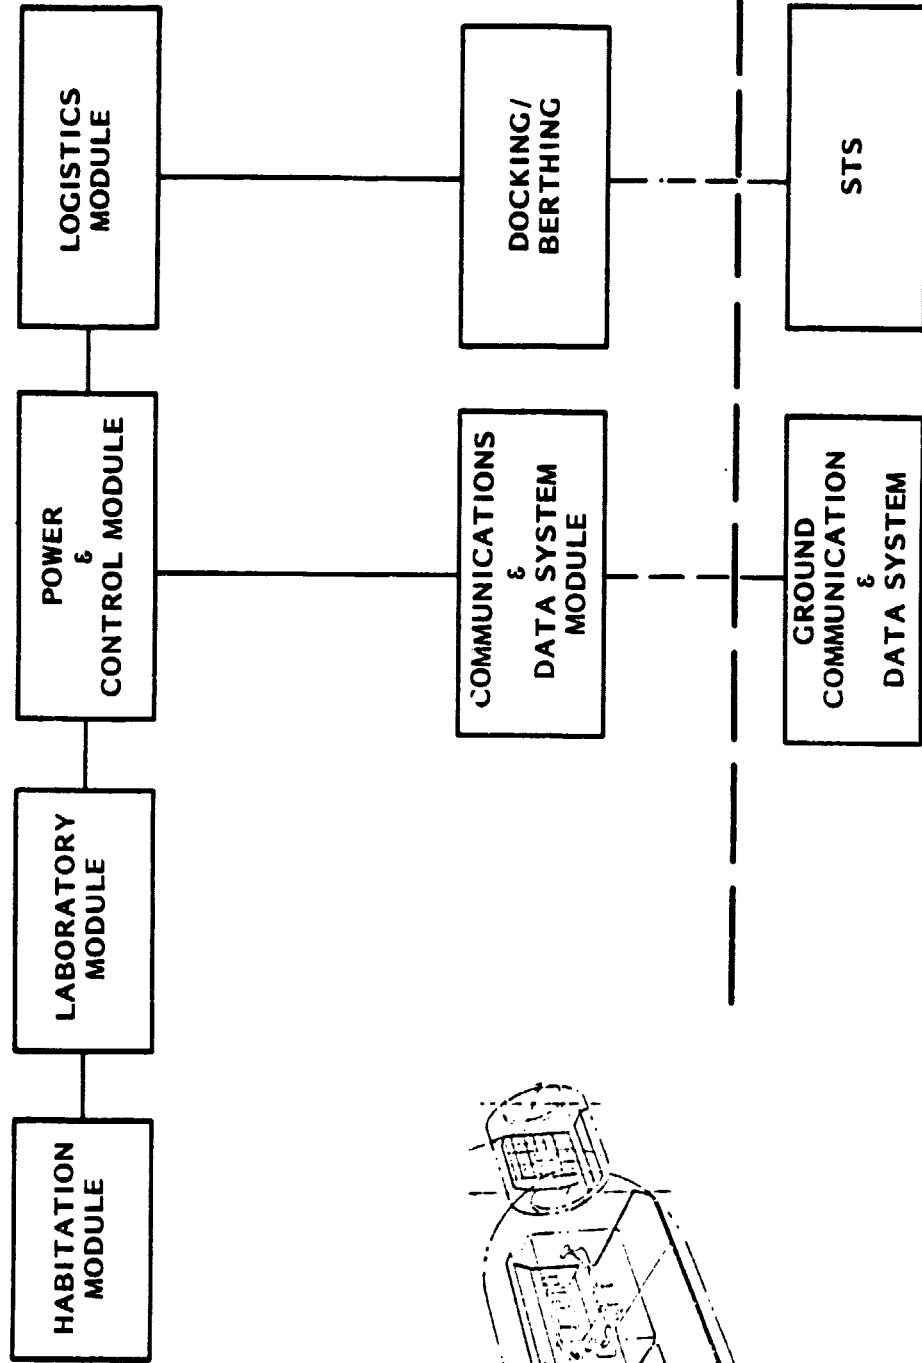 HABITATION
MODULE
LABORATORY
MODULE
POWER
&
CONTROL MODULE
LOGISTICS
MODULE
COMMUNICATIONS
&
DATA SYSTEM
MODULE
DOCKING/
BERTHING
GROUND
COMMUNICATION
&
DATA SYSTEM
STS